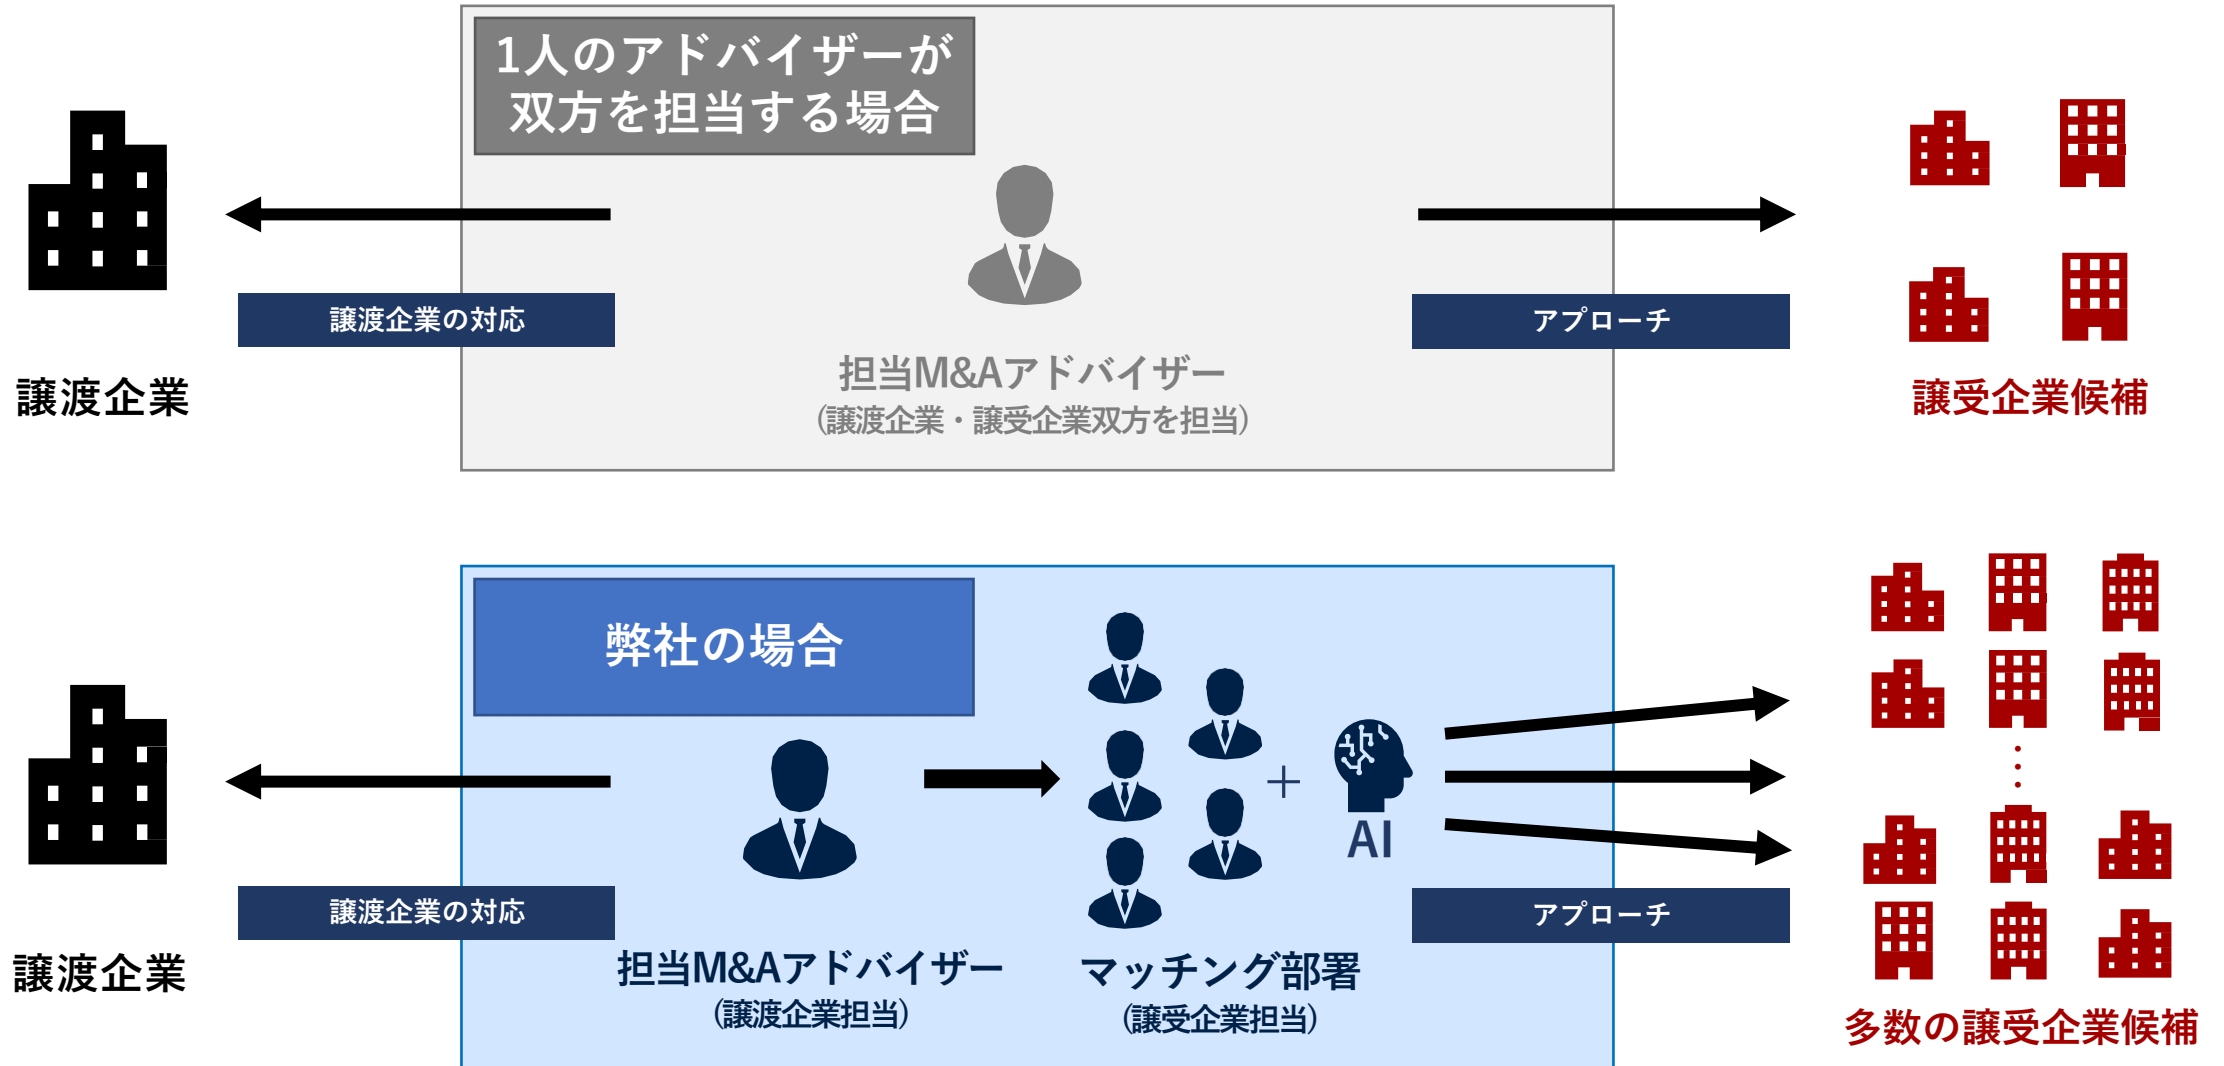 1人のアドバイザーが
双方を担当する場合
譲渡企業の対応
アプローチ
担当M&Aアドバイザー
(譲渡企業・譲受企業双方を担当)
譲渡企業
譲受企業候補
弊社の場合
AI
譲渡企業の対応
アプローチ
担当M&Aアドバイザー
(譲渡企業担当)
マッチング部署
(譲受企業担当)
譲渡企業
多数の譲受企業候補